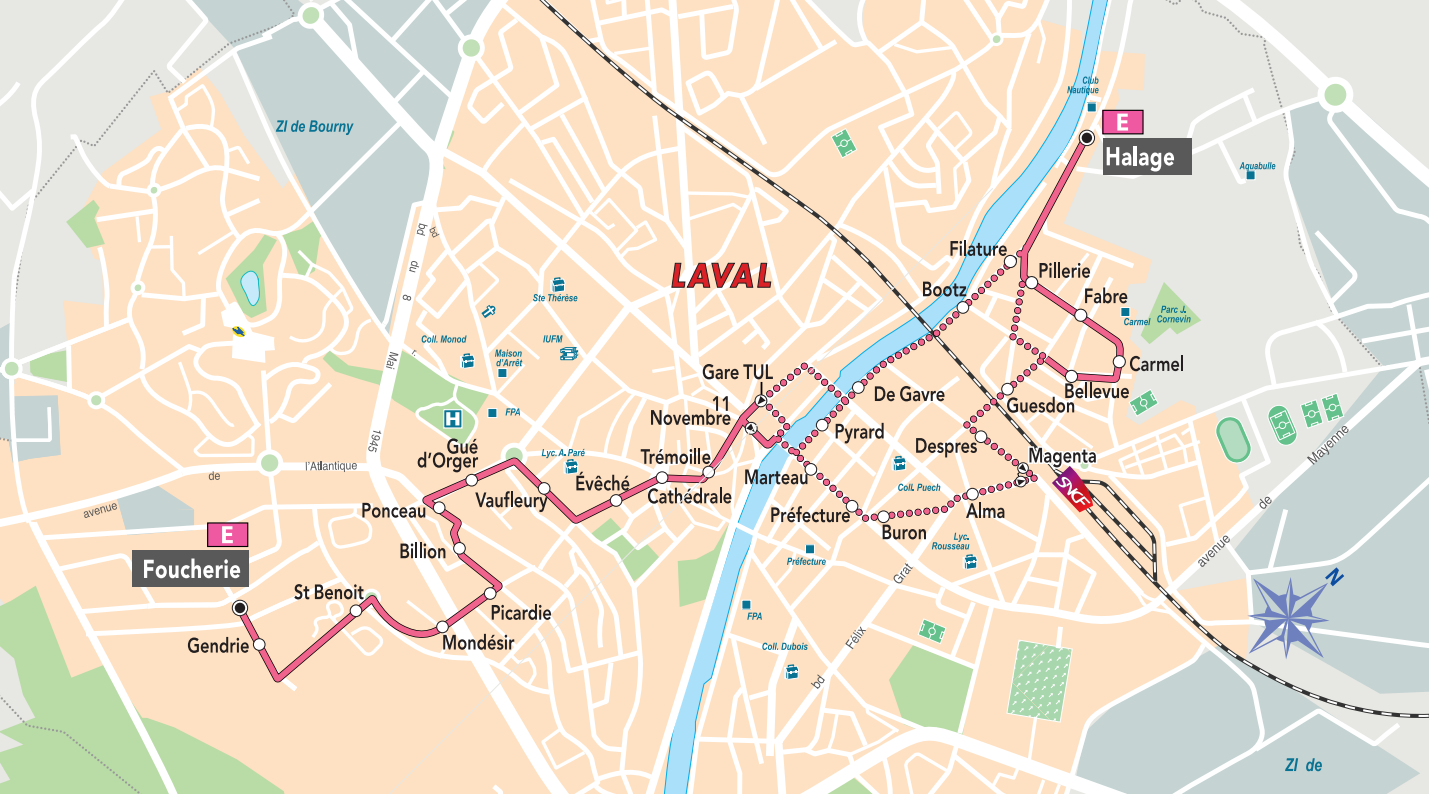 Club
Nautique
E
Halage
ZI de Bourny
Aquabulle
bd
bd
du
8
Mai
1945
Filature
LAVAL
Pillerie
Bootz
Ste Thérèse
Fabre
Parc J.
Cornevin
Carmel
Coll. Monod
IUFM
Maison
d'Arrêt
Carmel
Gare TUL
De Gavre
Bellevue
11
Novembre
Guesdon
FPA
H
Pyrard
Gué
d'Orger
Lyc. A. Paré
Despres
Mayenne
de
avenue
Trémoille
Magenta
SNCF
avenue
de
l'Atlantique
Évêché
Marteau
Coll. Puech
Vaufleury
Cathédrale
Ponceau
Préfecture
Alma
Buron
E
Foucherie
Billion
Lyc.
Rousseau
Préfecture
Grat
Félix
bd
N
St Benoit
Picardie
FPA
Gendrie
Mondésir
Coll. Dubois
ZI de